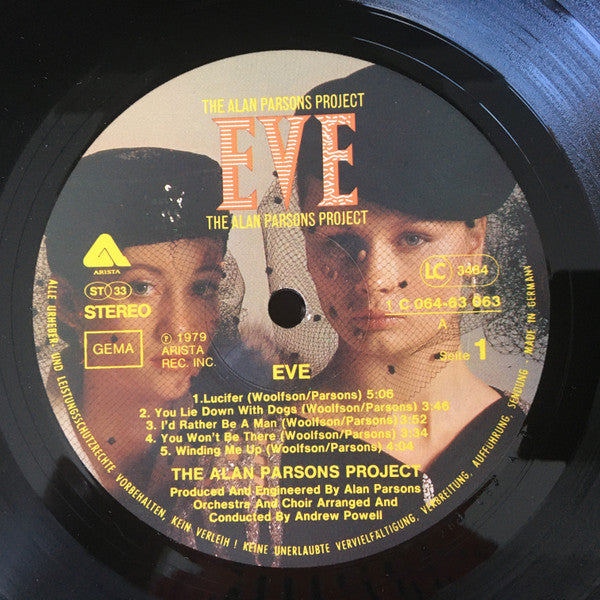 THE ALAN PARSONS PROJECT
EVE
THE ALAN PARSONS PROJECT
ARISTA
ST 33
STEREO
GEMA
℗ 1979
ARISTA
REC. INC.
LC 3464
1 C 064-63 063
A
Seite 1
MADE IN GERMANY
EVE
1.Lucifer (Woolfson/Parsons) 5:06
2. You Lie Down With Dogs (Woolfson/Parsons) 3:46
3. I'd Rather Be A Man (Woolfson/Parsons) 3:52
4. You Won't Be There (Woolfson/Parsons) 3:34
5. Winding Me Up (Woolfson/Parsons) 4:04
THE ALAN PARSONS PROJECT
Produced And Engineered By Alan Parsons
Orchestra And Choir Arranged And
Conducted By Andrew Powell
ALLE URHEBER- UND LEISTUNGSSCHUTZRECHTE VORBEHALTEN, KEIN VERLEIH ! KEINE UNERLAUBTE VERVIELFALTIGUNG, VERBREITUNG, AUFFÜHRUNG, SENDUNG